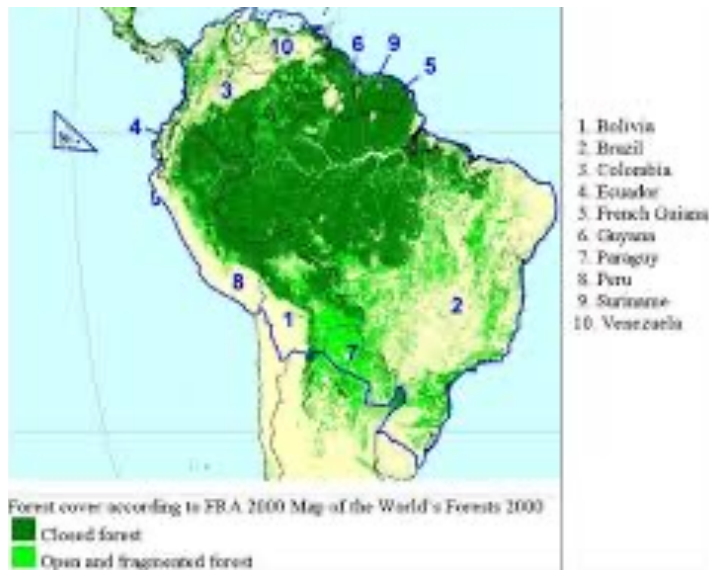 10
6
9
5
3
4
8
1
2
7
1. Bolivia
2. Brazil
3. Colombia
4. Ecuador
5. French Guiana
6. Guyana
7. Paraguy
8. Peru
9. Suriname
10. Venezuela
Forest cover according to FRA 2000 Map of the World's Forests 2000
Closed forest
Open and fragmented forest